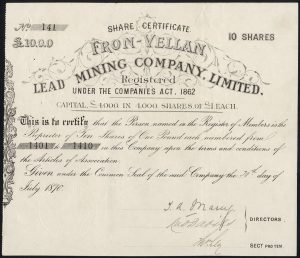 SHARE CERTIFICATE
No. 141
10 SHARES
£10.0.0
FRON-VELLAN
LEAD MINING COMPANY, LIMITED.
Registered
UNDER THE COMPANIES ACT, 1862
CAPITAL £4000 IN 4000 SHARES OF £1 EACH.
This is to certify that the Person named in the Register of Members is the
Proprietor of Ten Shares of One Pound each numbered from
1401 to 1410 in this Company upon the terms and conditions of
the Articles of Association.
Given under the Common Seal of the said Company the 20th day of
July 1870
DIRECTORS
SECY PRO TEM